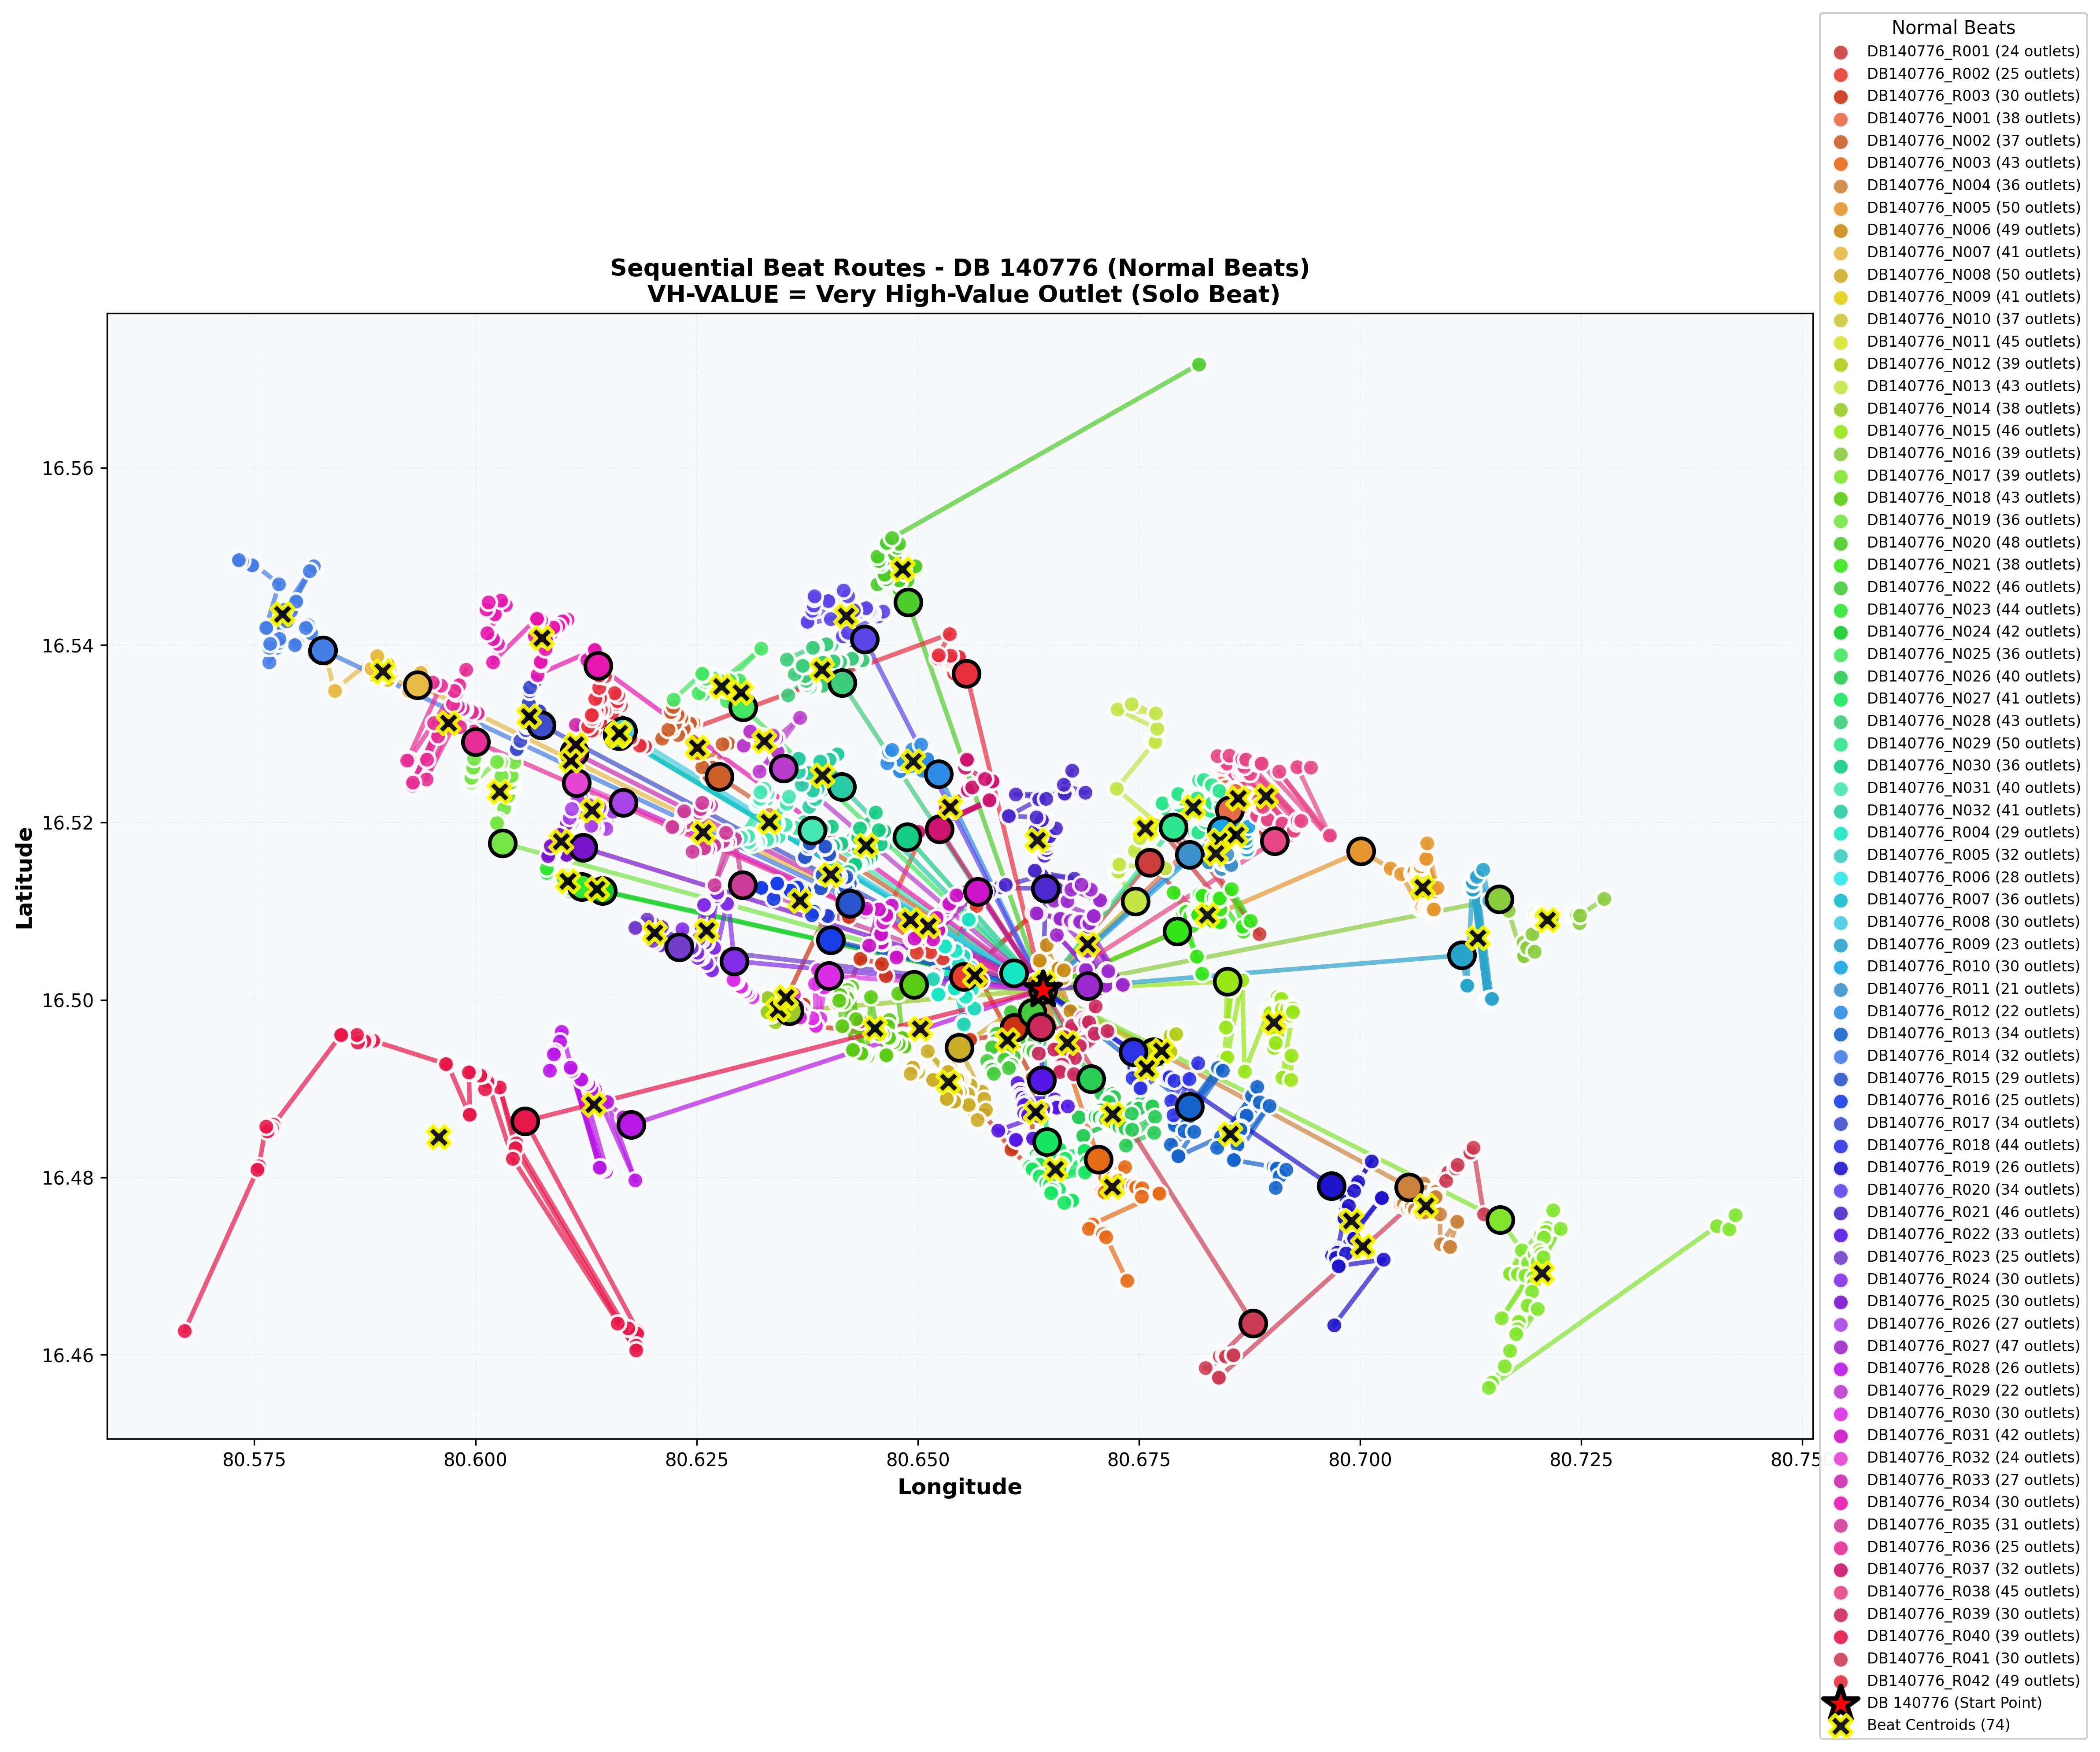 Sequential Beat Routes - DB 140776 (Normal Beats)
VH-VALUE = Very High-Value Outlet (Solo Beat)
Latitude
16.56
16.54
16.52
16.50
16.48
16.46
80.575
80.600
80.625
80.650
80.675
80.700
80.725
80.750
Longitude
Normal Beats
DB140776_R001 (24 outlets)
DB140776_R002 (25 outlets)
DB140776_R003 (30 outlets)
DB140776_N001 (38 outlets)
DB140776_N002 (37 outlets)
DB140776_N003 (43 outlets)
DB140776_N004 (36 outlets)
DB140776_N005 (50 outlets)
DB140776_N006 (49 outlets)
DB140776_N007 (41 outlets)
DB140776_N008 (50 outlets)
DB140776_N009 (41 outlets)
DB140776_N010 (37 outlets)
DB140776_N011 (45 outlets)
DB140776_N012 (39 outlets)
DB140776_N013 (43 outlets)
DB140776_N014 (38 outlets)
DB140776_N015 (46 outlets)
DB140776_N016 (39 outlets)
DB140776_N017 (39 outlets)
DB140776_N018 (43 outlets)
DB140776_N019 (36 outlets)
DB140776_N020 (48 outlets)
DB140776_N021 (38 outlets)
DB140776_N022 (46 outlets)
DB140776_N023 (44 outlets)
DB140776_N024 (42 outlets)
DB140776_N025 (36 outlets)
DB140776_N026 (40 outlets)
DB140776_N027 (41 outlets)
DB140776_N028 (43 outlets)
DB140776_N029 (50 outlets)
DB140776_N030 (36 outlets)
DB140776_N031 (40 outlets)
DB140776_N032 (41 outlets)
DB140776_R004 (29 outlets)
DB140776_R005 (32 outlets)
DB140776_R006 (28 outlets)
DB140776_R007 (36 outlets)
DB140776_R008 (30 outlets)
DB140776_R009 (23 outlets)
DB140776_R010 (30 outlets)
DB140776_R011 (21 outlets)
DB140776_R012 (22 outlets)
DB140776_R013 (34 outlets)
DB140776_R014 (32 outlets)
DB140776_R015 (29 outlets)
DB140776_R016 (25 outlets)
DB140776_R017 (34 outlets)
DB140776_R018 (44 outlets)
DB140776_R019 (26 outlets)
DB140776_R020 (34 outlets)
DB140776_R021 (46 outlets)
DB140776_R022 (33 outlets)
DB140776_R023 (25 outlets)
DB140776_R024 (30 outlets)
DB140776_R025 (30 outlets)
DB140776_R026 (27 outlets)
DB140776_R027 (47 outlets)
DB140776_R028 (26 outlets)
DB140776_R029 (22 outlets)
DB140776_R030 (30 outlets)
DB140776_R031 (42 outlets)
DB140776_R032 (24 outlets)
DB140776_R033 (27 outlets)
DB140776_R034 (30 outlets)
DB140776_R035 (31 outlets)
DB140776_R036 (25 outlets)
DB140776_R037 (32 outlets)
DB140776_R038 (45 outlets)
DB140776_R039 (30 outlets)
DB140776_R040 (39 outlets)
DB140776_R041 (30 outlets)
DB140776_R042 (49 outlets)
DB 140776 (Start Point)
Beat Centroids (74)